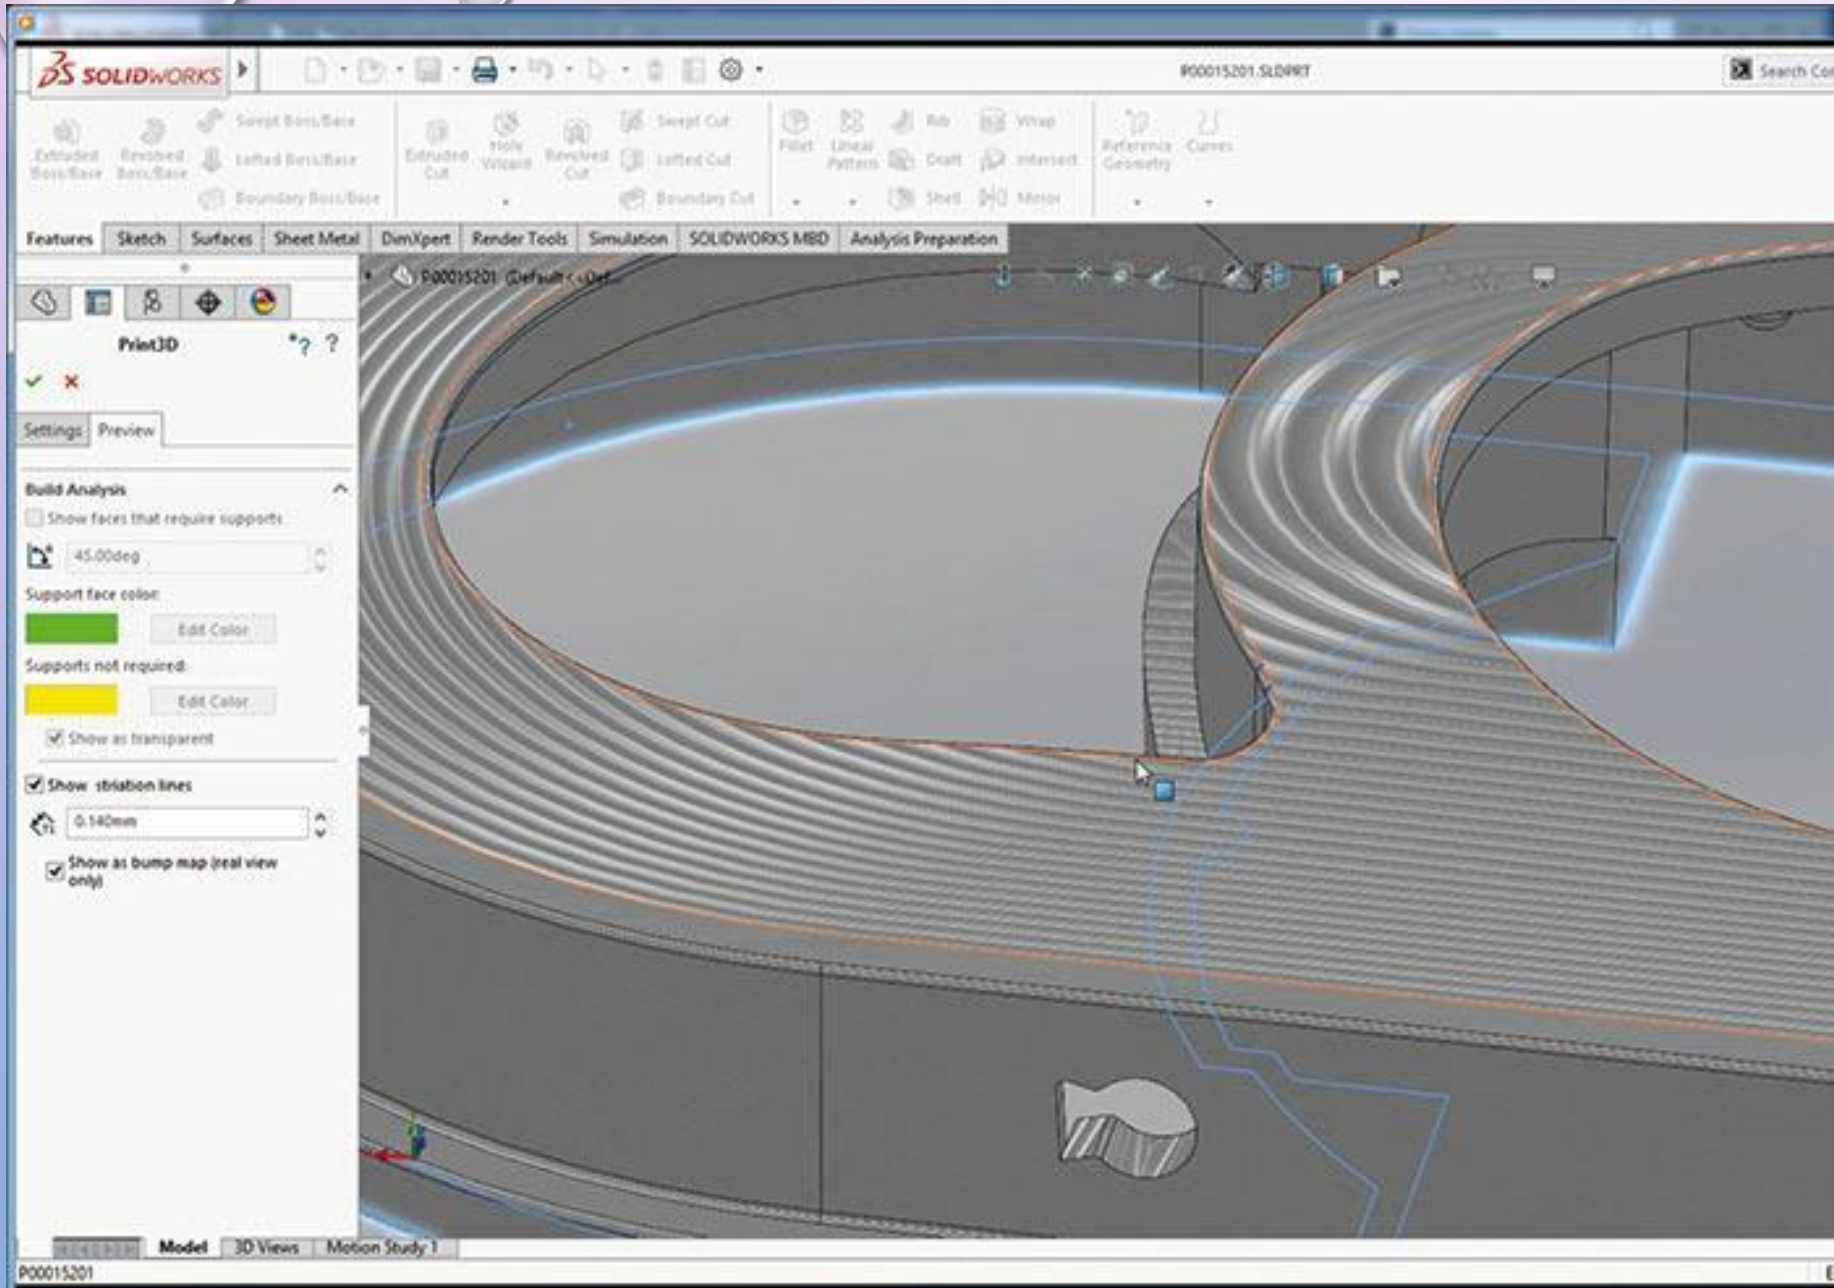 SOLIDWORKS
P00015201.SLDPRT
Search Con
Extruded Boss/Base
Revolved Boss/Base
Swept Boss/Base
Lofted Boss/Base
Boundary Boss/Base
Extruded Cut
Hole Wizard
Revolved Cut
Swept Cut
Lofted Cut
Boundary Cut
Fillet
Linear Pattern
Rib
Draft
Shell
Wrap
Intersect
Mirror
Reference Geometry
Curves
Features Sketch Surfaces Sheet Metal DimXpert Render Tools Simulation SOLIDWORKS MBD Analysis Preparation
P00015201 (Default<<Def...
Print3D
Settings Preview
Build Analysis
Show faces that require supports
45.00deg
Support face color:
Edit Color
Supports not required:
Edit Color
Show as transparent
Show striation lines
0.140mm
Show as bump map (real view
only)
Model 3D Views Motion Study 1
P00015201